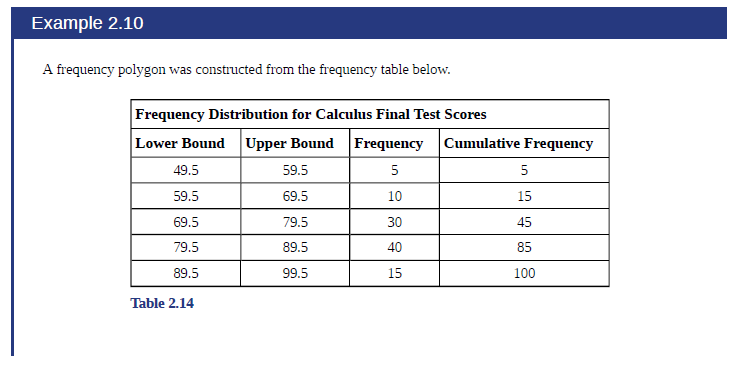 Example 2.10
A frequency polygon was constructed from the frequency table below.
Frequency Distribution for Calculus Final Test Scores
Lower Bound Upper Bound Frequency Cumulative Frequency
49.5 59.5 5 5
59.5 69.5 10 15
69.5 79.5 30 45
79.5 89.5 40 85
89.5 99.5 15 100
Table 2.14